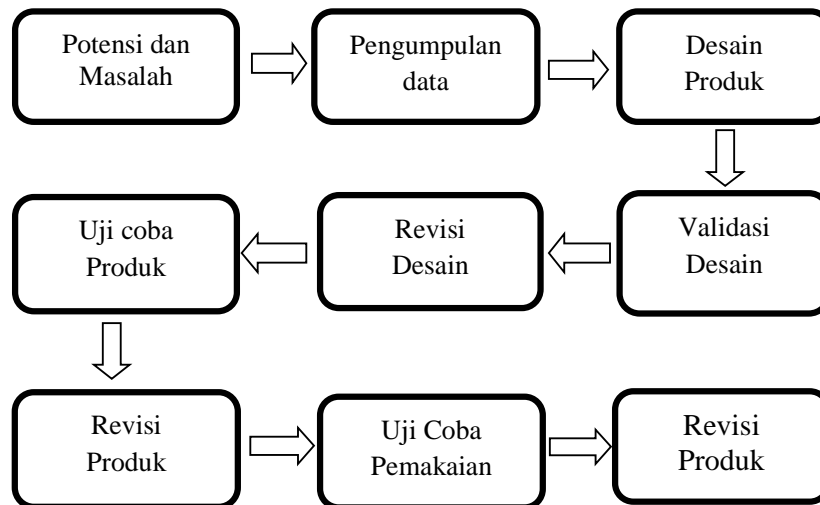 Potensi dan
Masalah
Pengumpulan
data
Desain
Produk
Validasi
Desain
Revisi
Desain
Uji coba
Produk
Revisi
Produk
Uji Coba
Pemakaian
Revisi
Produk